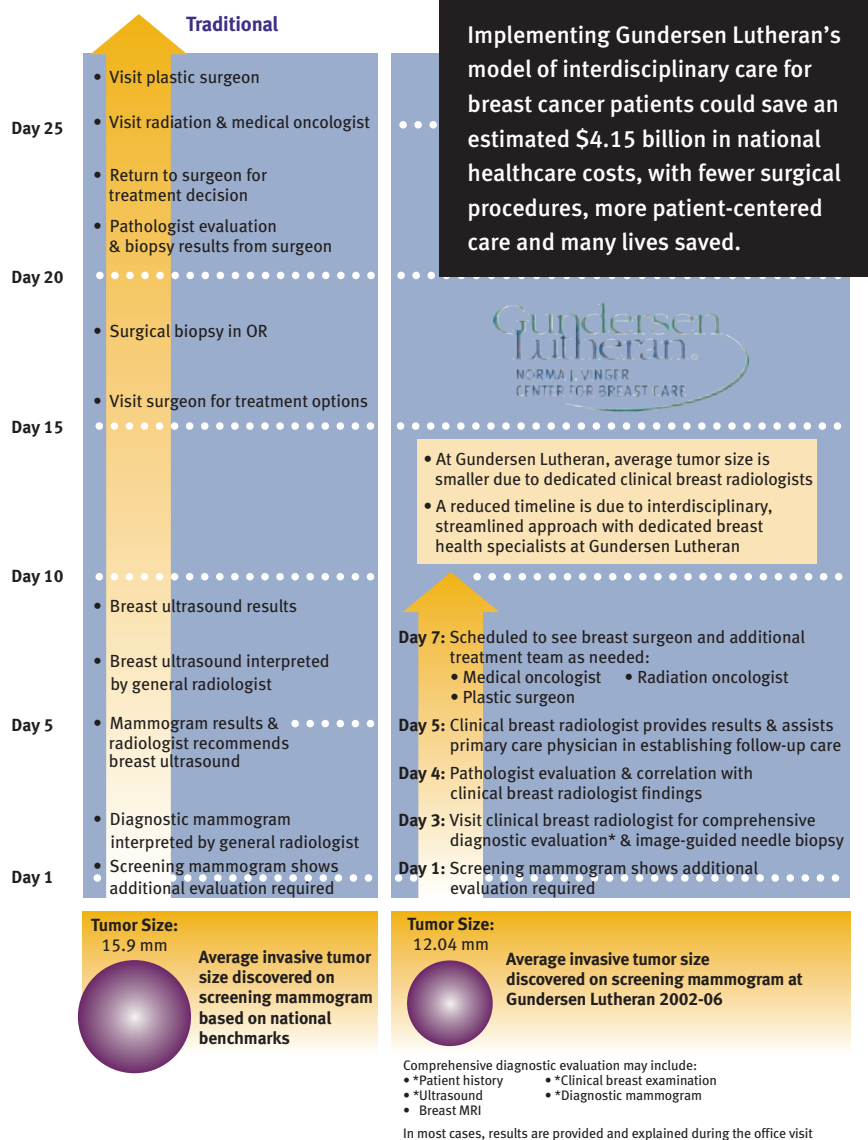 Traditional
Implementing Gundersen Lutheran’s
model of interdisciplinary care for
breast cancer patients could save an
estimated $4.15 billion in national
healthcare costs, with fewer surgical
procedures, more patient-centered
care and many lives saved.
• Visit plastic surgeon
Day 25
• Visit radiation & medical oncologist
• Return to surgeon for
treatment decision
• Pathologist evaluation
& biopsy results from surgeon
Day 20
• Surgical biopsy in OR
• Visit surgeon for treatment options
Day 15
Day 10
• Breast ultrasound results
• Breast ultrasound interpreted
by general radiologist
Day 5
• Mammogram results &
radiologist recommends
breast ultrasound
• Diagnostic mammogram
interpreted by general radiologist
• Screening mammogram shows
additional evaluation required
Day 1
Gundersen
Lutheran®
NORMA J. VINGER
CENTER FOR BREAST CARE
• At Gundersen Lutheran, average tumor size is
smaller due to dedicated clinical breast radiologists
• A reduced timeline is due to interdisciplinary,
streamlined approach with dedicated breast
health specialists at Gundersen Lutheran
Day 7: Scheduled to see breast surgeon and additional
treatment team as needed:
• Medical oncologist • Radiation oncologist
• Plastic surgeon
Day 5: Clinical breast radiologist provides results & assists
primary care physician in establishing follow-up care
Day 4: Pathologist evaluation & correlation with
clinical breast radiologist findings
Day 3: Visit clinical breast radiologist for comprehensive
diagnostic evaluation* & image-guided needle biopsy
Day 1: Screening mammogram shows additional
evaluation required
Tumor Size:
15.9 mm
Average invasive tumor
size discovered on
screening mammogram
based on national
benchmarks
Tumor Size:
12.04 mm
Average invasive tumor size
discovered on screening mammogram at
Gundersen Lutheran 2002-06
Comprehensive diagnostic evaluation may include:
• *Patient history • *Clinical breast examination
• *Ultrasound • *Diagnostic mammogram
• Breast MRI
In most cases, results are provided and explained during the office visit